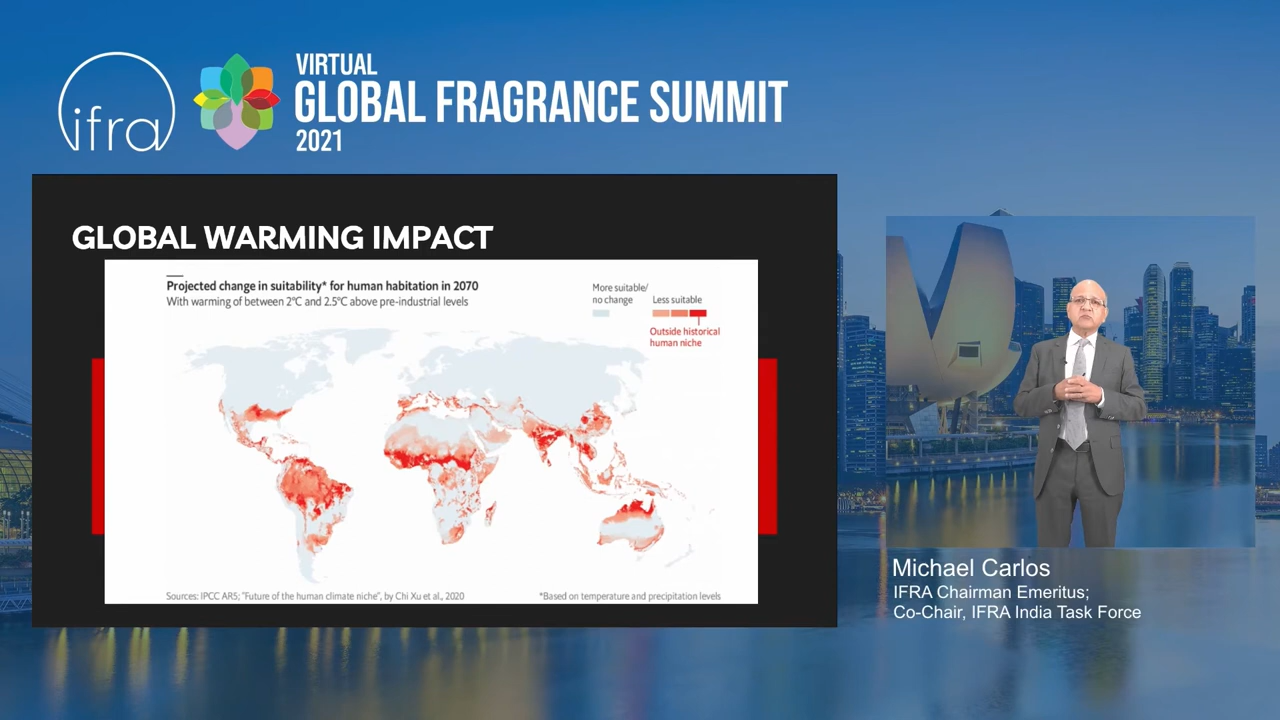 ifra
VIRTUAL
GLOBAL FRAGRANCE SUMMIT
2021
GLOBAL WARMING IMPACT
Projected change in suitability* for human habitation in 2070
With warming of between 2°C and 2.5°C above pre-industrial levels
More suitable/
no change
Less suitable
Outside historical
human niche
Sources: IPCC AR5; "Future of the human climate niche", by Chi Xu et al., 2020
*Based on temperature and precipitation levels
Michael Carlos
IFRA Chairman Emeritus;
Co-Chair, IFRA India Task Force